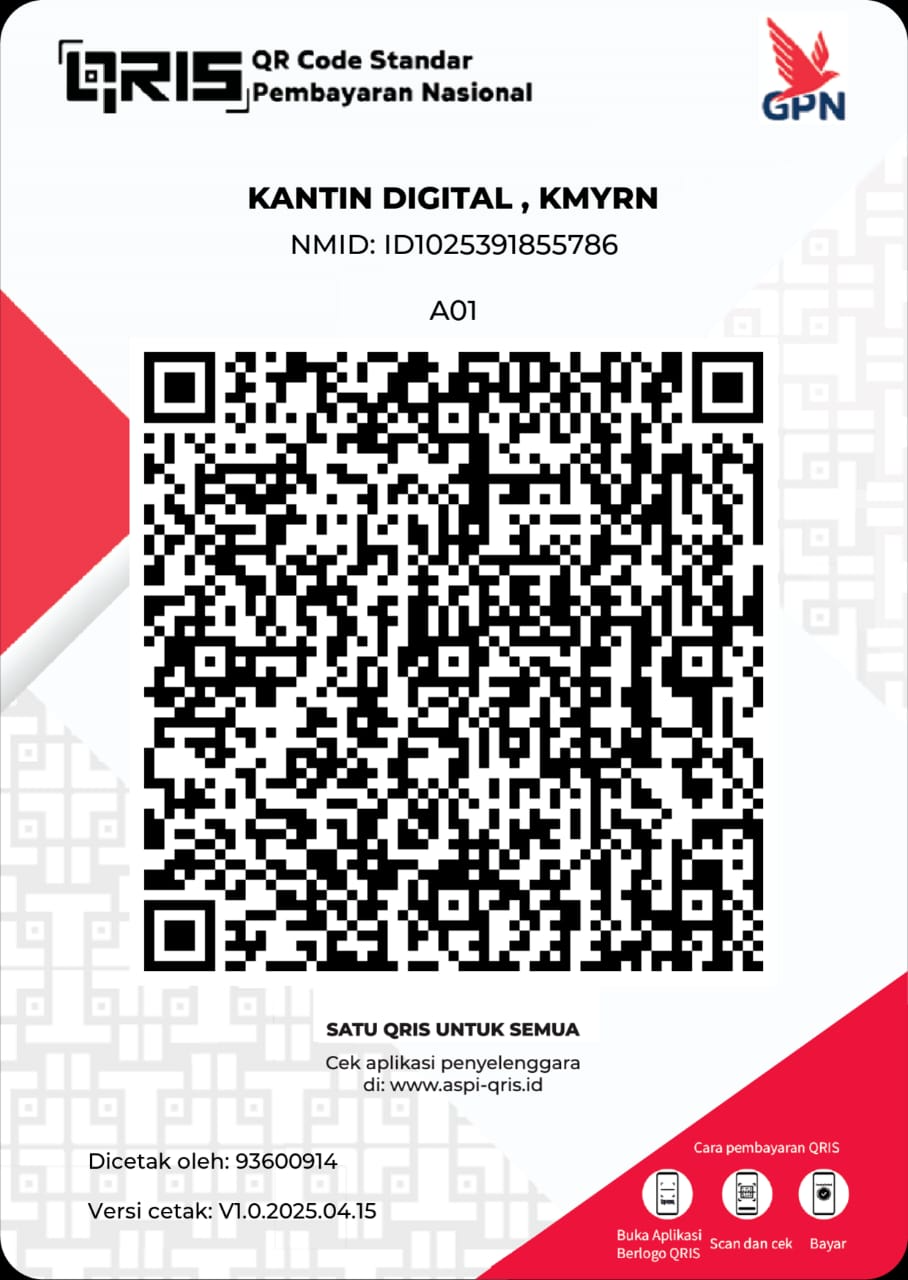 QRIS
QR Code Standar
Pembayaran Nasional
GPN
KANTIN DIGITAL , KMYRN
NMID: ID1025391855786
A01
SATU QRIS UNTUK SEMUA
Cek aplikasi penyelenggara
di: www.aspi-qris.id
Dicetak oleh: 93600914
Versi cetak: V1.0.2025.04.15
Cara pembayaran QRIS
Buka Aplikasi
Berlogo QRIS
Scan dan cek
Bayar